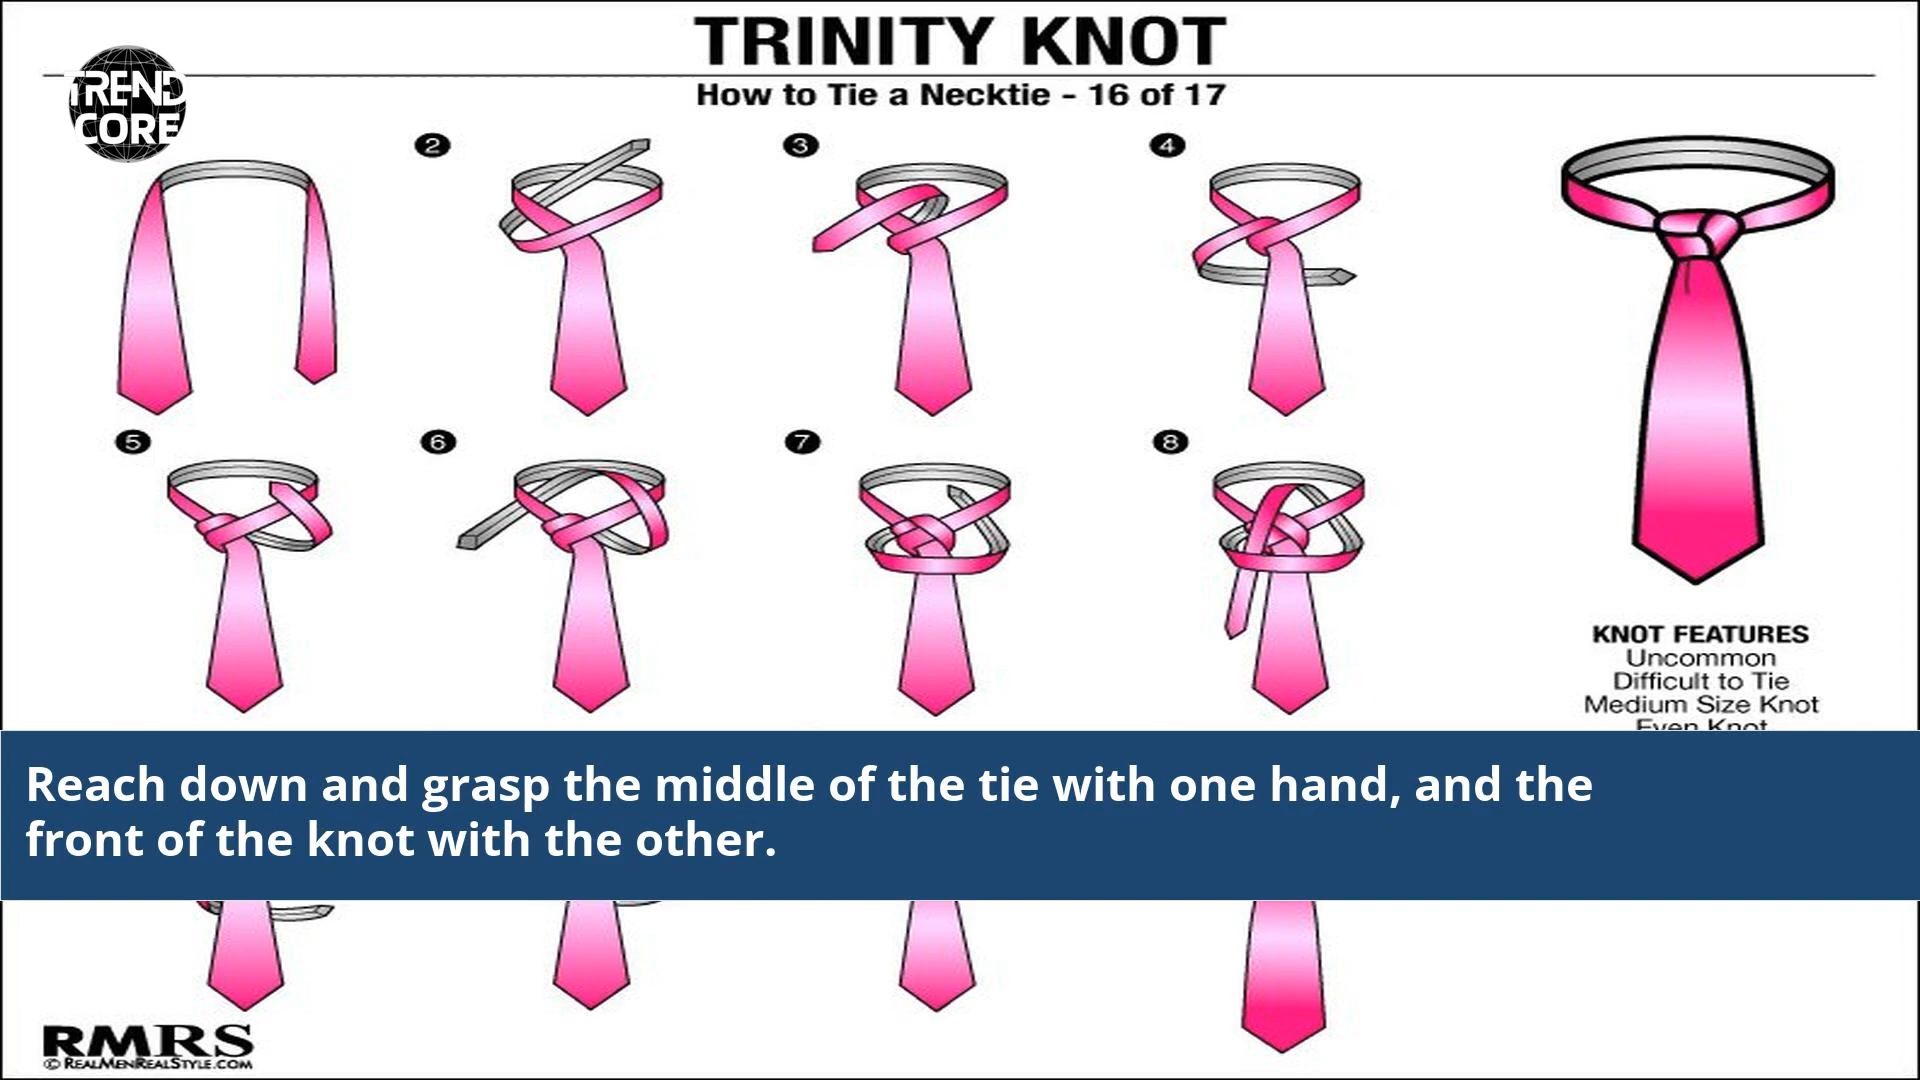 TRINITY KNOT
How to Tie a Necktie - 16 of 17
TREND
CORE
2
3
4
5
6
7
8
KNOT FEATURES
Uncommon
Difficult to Tie
Medium Size Knot
Even Knot
Reach down and grasp the middle of the tie with one hand, and the
front of the knot with the other.
RMRS
© REALMENREALSTYLE.COM